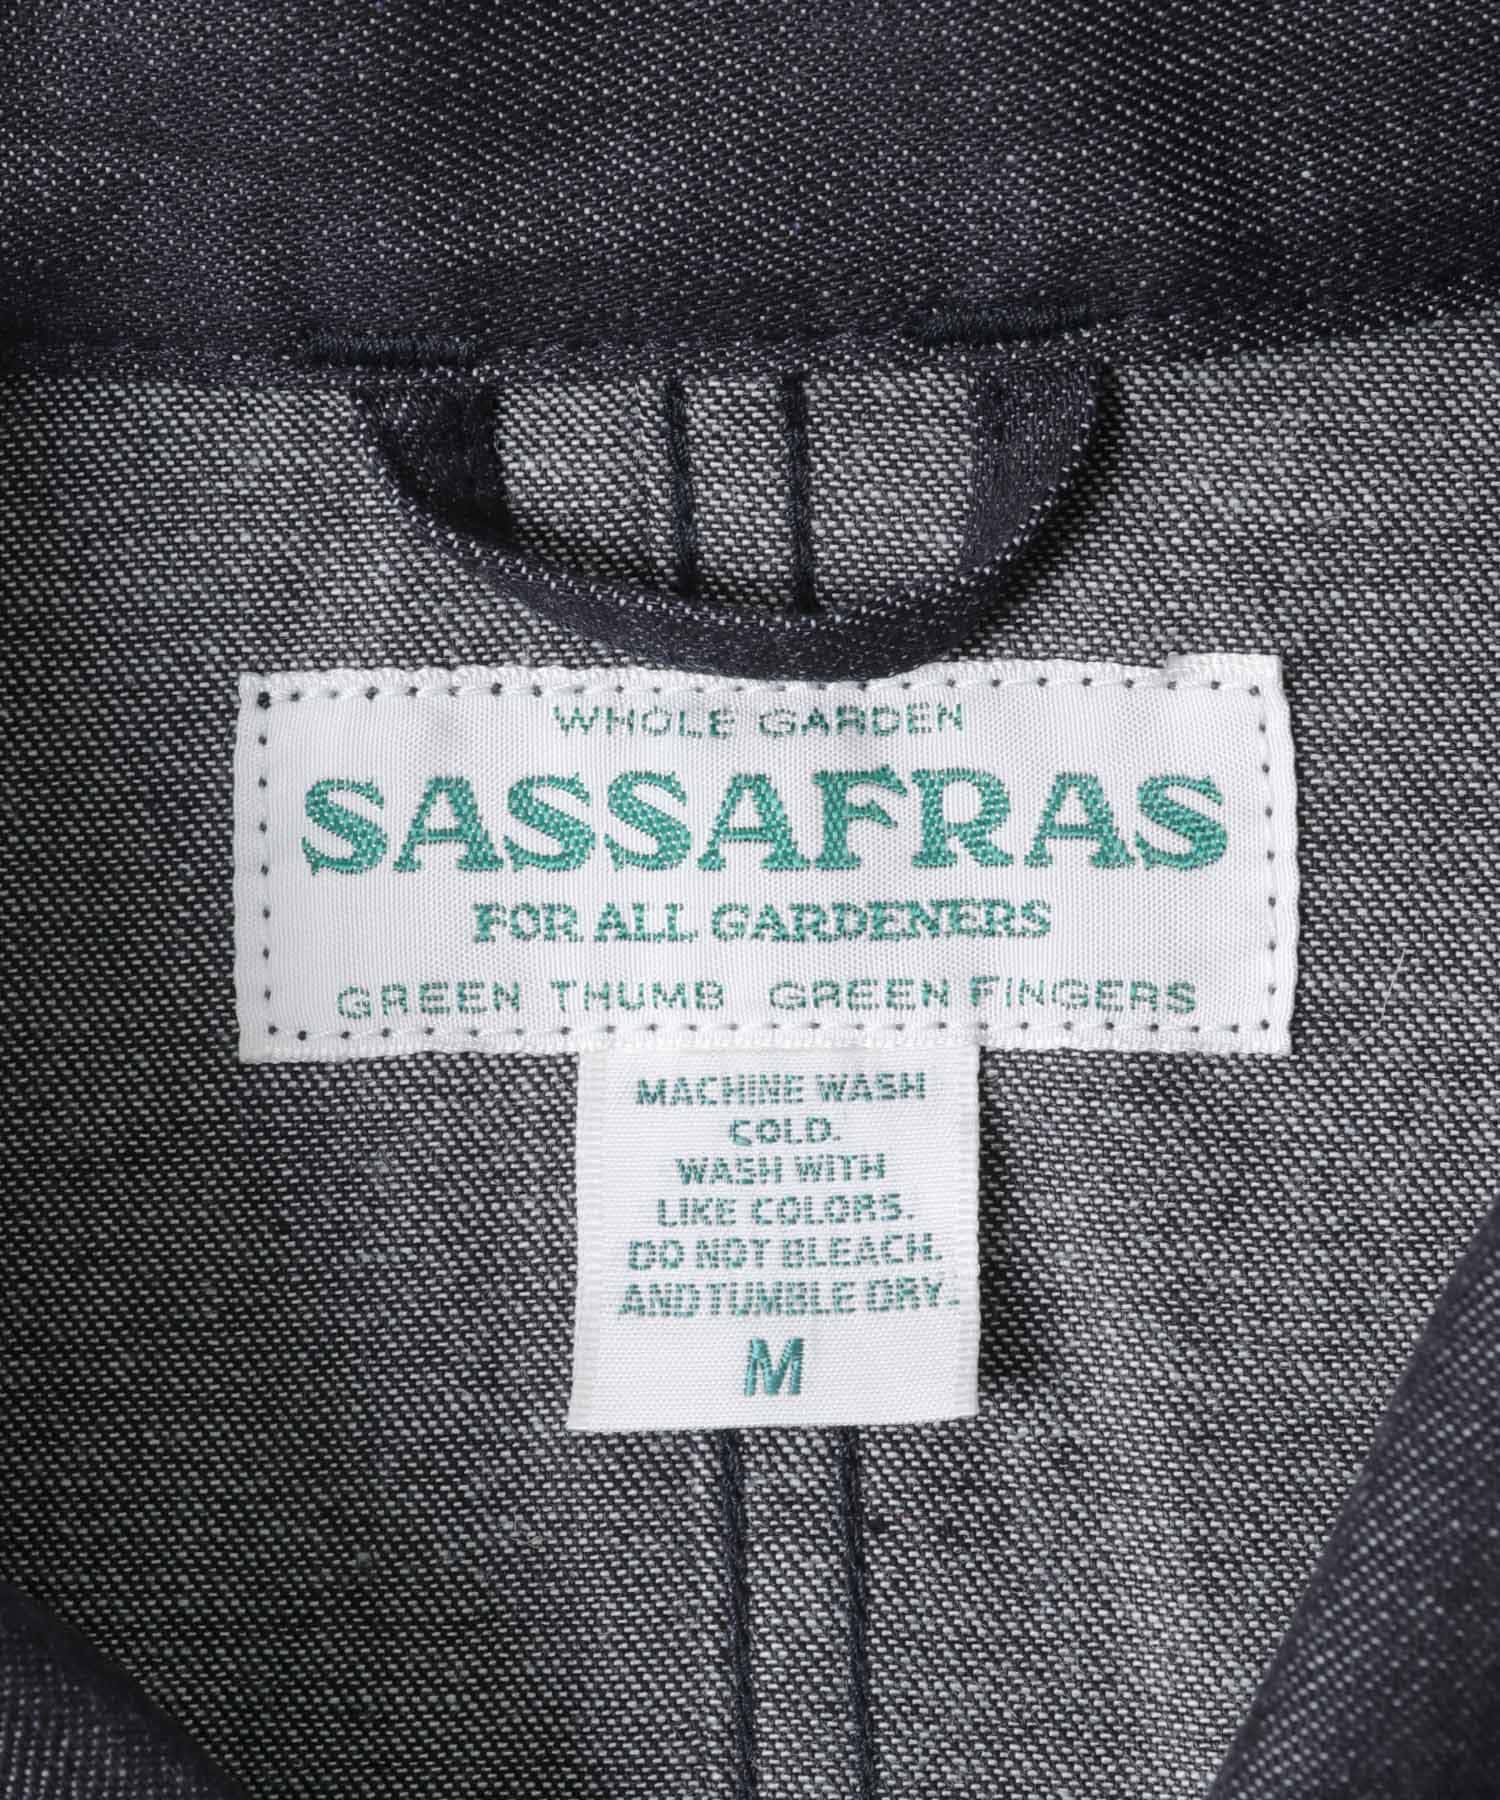 WHOLE GARDEN
SASSAFRAS
FOR ALL GARDENERS
GREEN THUMB GREEN FINGERS
MACHINE WASH
COLD.
WASH WITH
LIKE COLORS.
DO NOT BLEACH.
AND TUMBLE DRY.
M